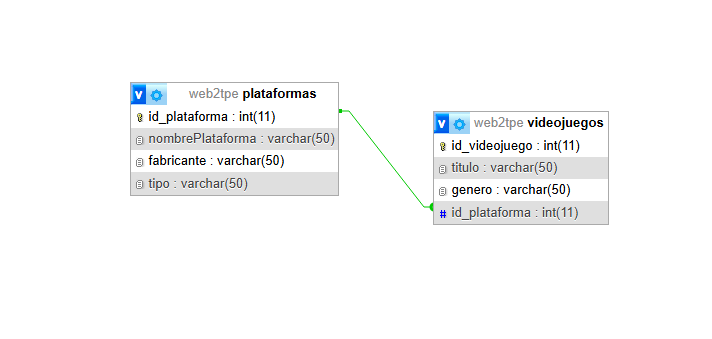 v web2tpe plataformas
id_plataforma : int(11)
nombrePlataforma : varchar(50)
fabricante : varchar(50)
tipo : varchar(50)
v web2tpe videojuegos
id_videojuego : int(11)
titulo : varchar(50)
genero : varchar(50)
# id_plataforma : int(11)